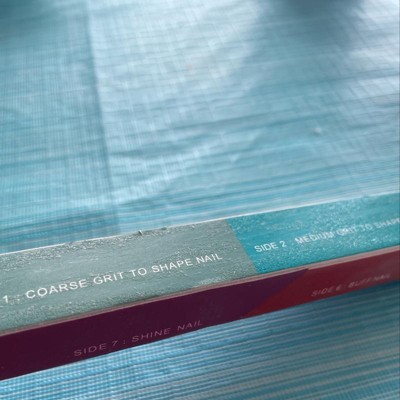 1 : COARSE GRIT TO SHAPE NAIL
SIDE 2 : MEDIUM GRIT TO SHAPE
SIDE 7 : SHINE NAIL
SIDE 6 : BUFF NAIL